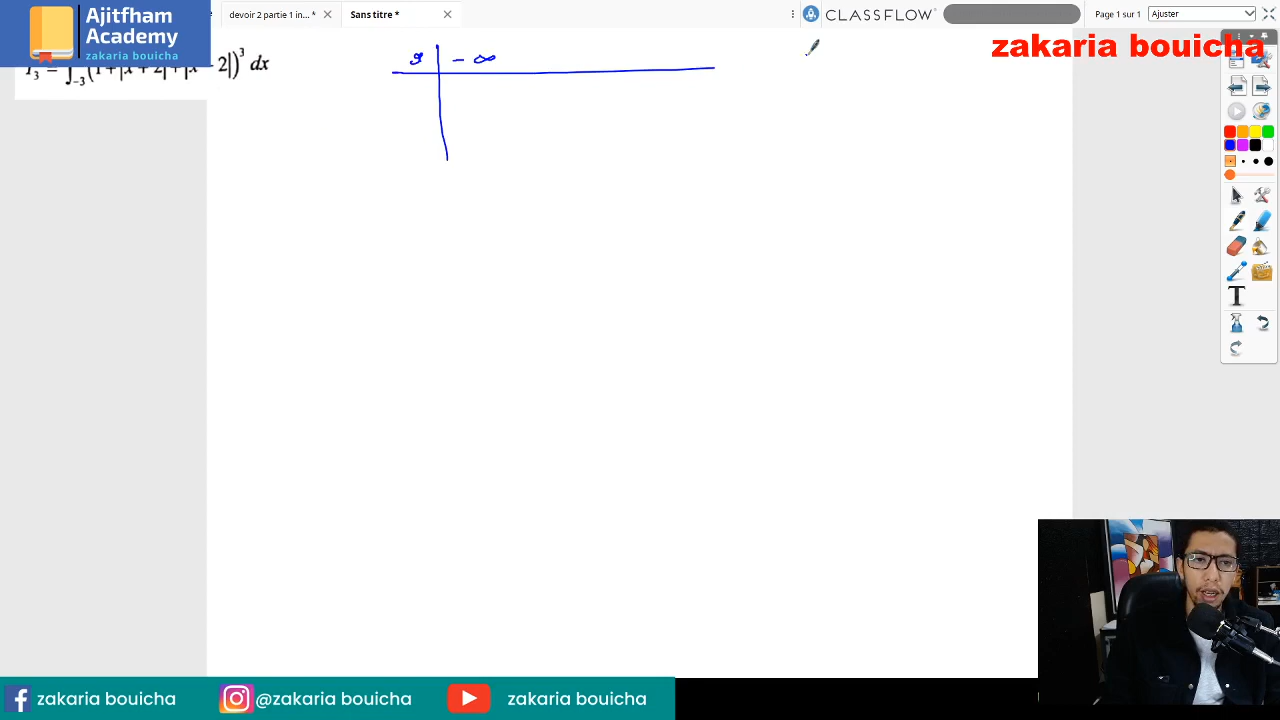 Ajitfham
Academy
zakaria bouicha
devoir 2 partie 1 in... *
Sans titre *
CLASSFLOW
Page 1 sur 1
Ajuster
zakaria bouicha
2|)³ dx
x
- ∞
T
zakaria bouicha
@zakaria bouicha
zakaria bouicha